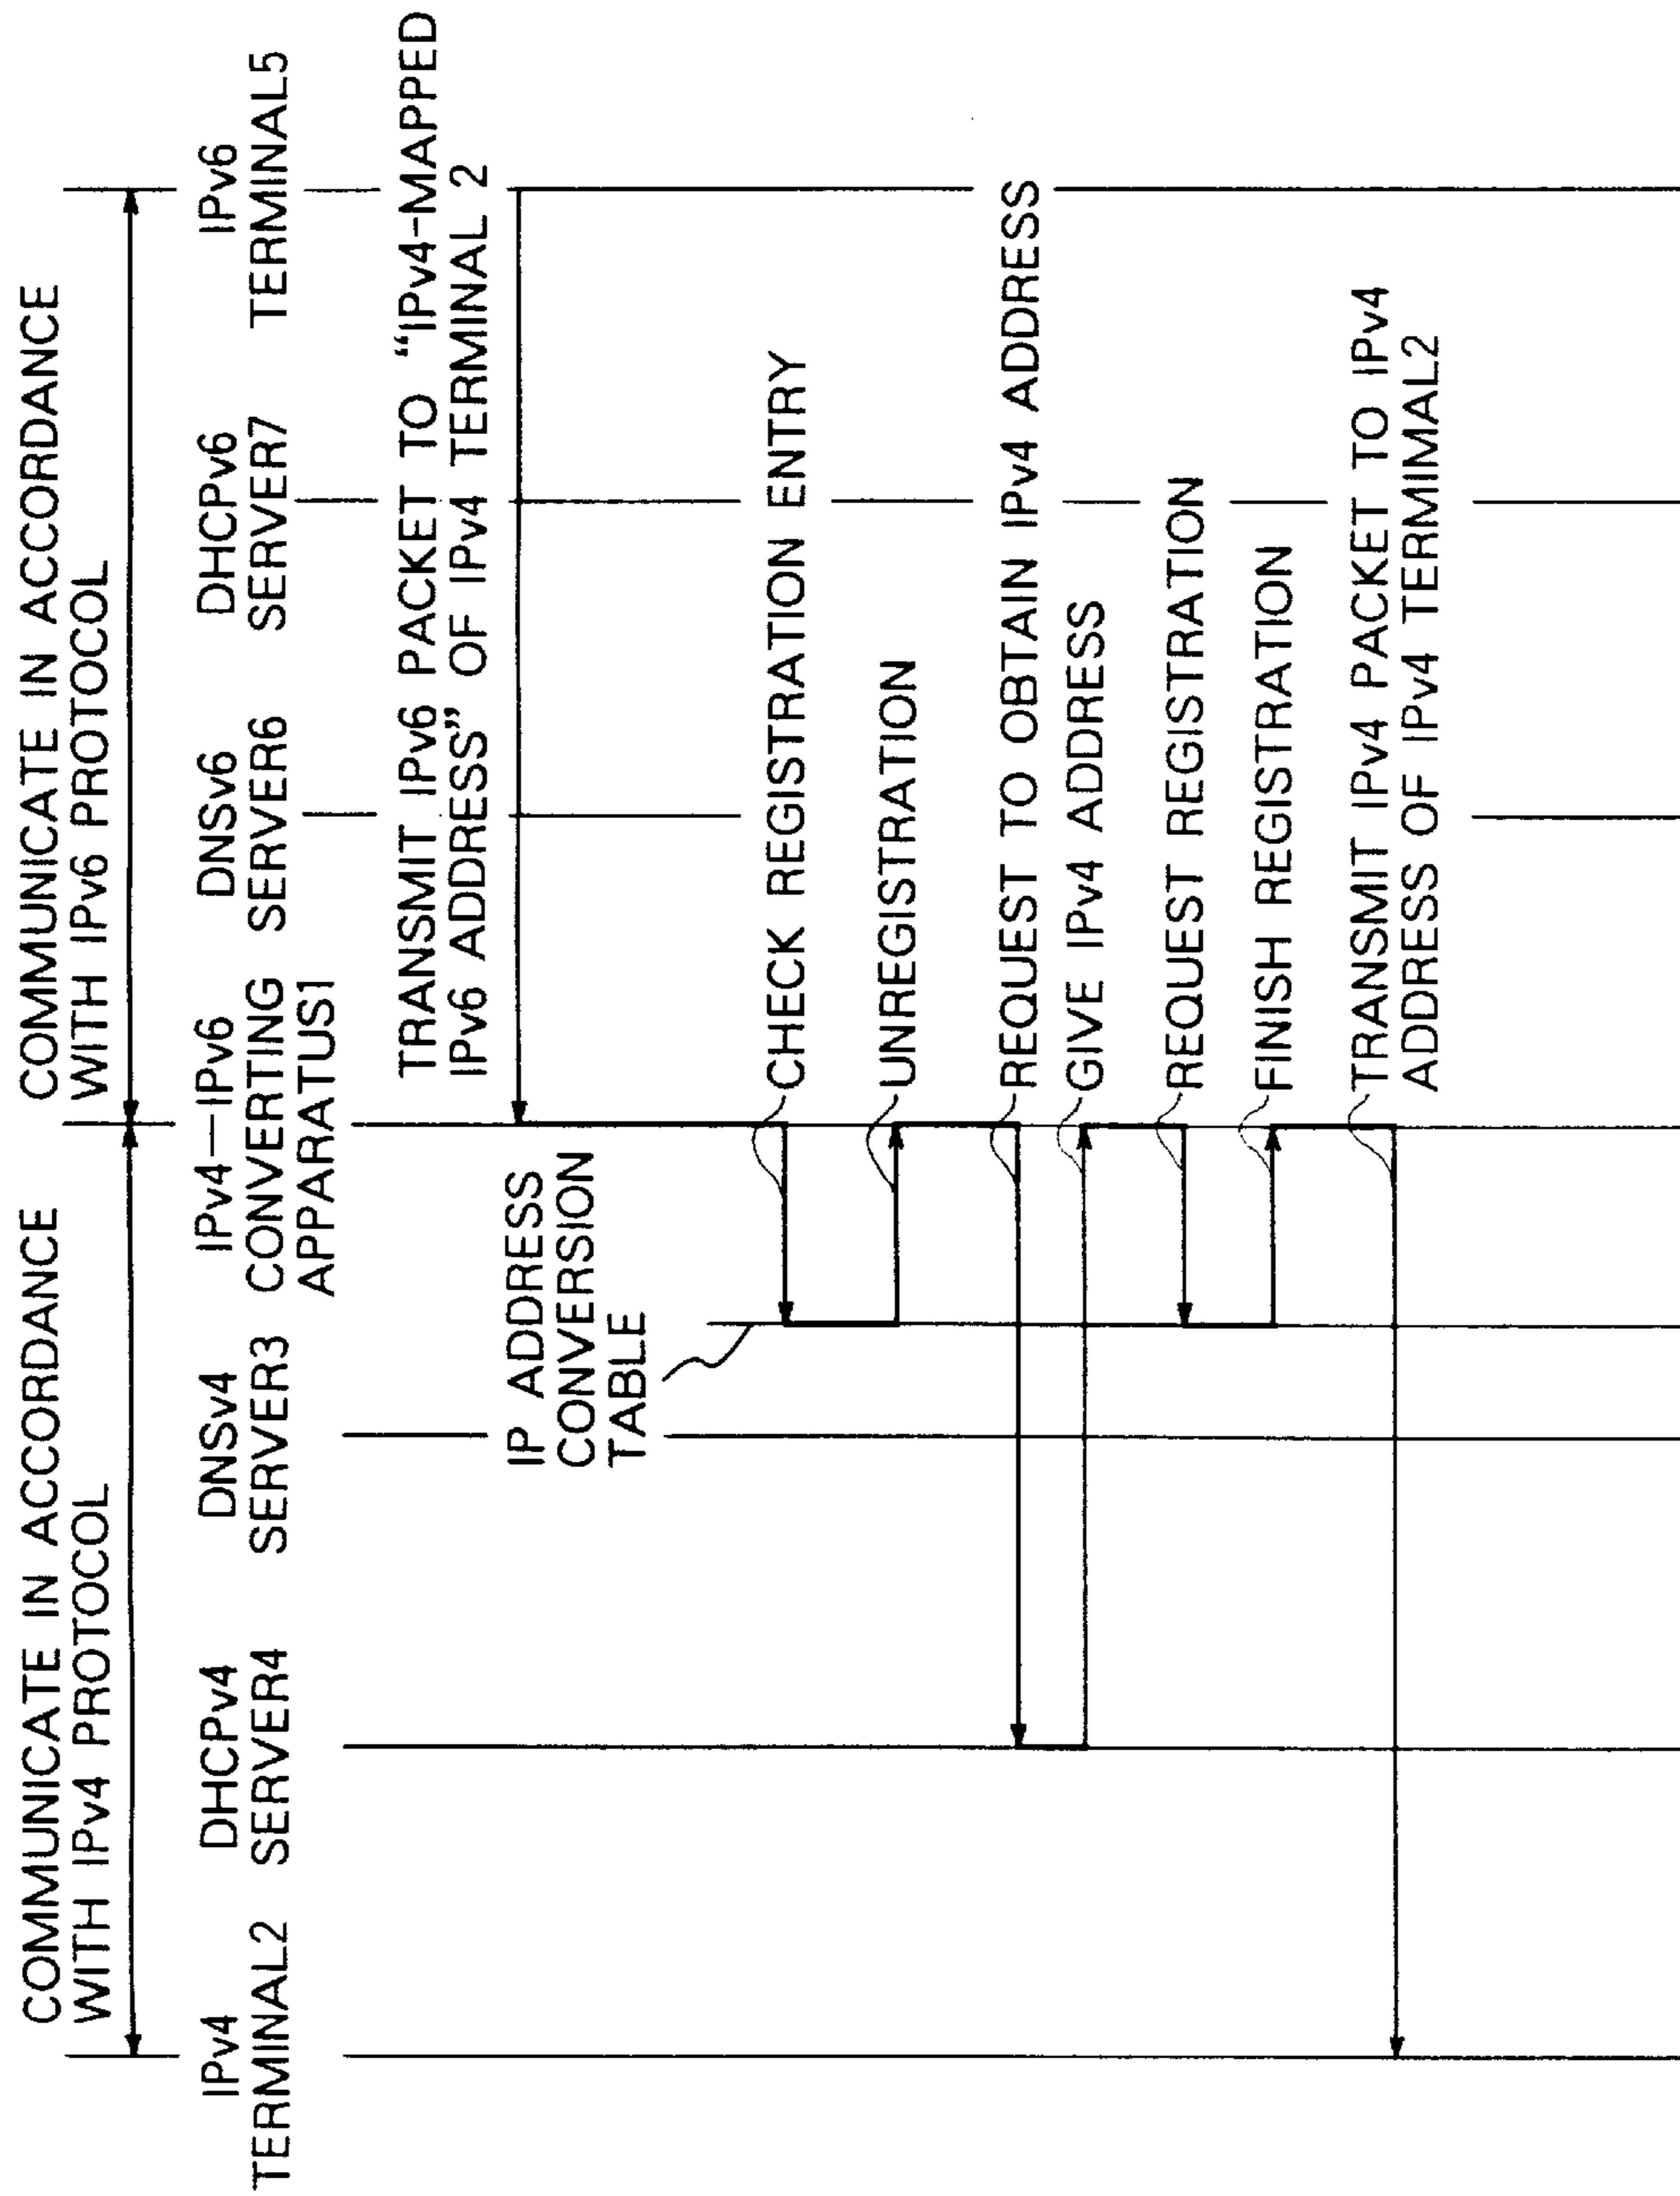 COMMUNICATE IN ACCORDANCE
WITH IPv4 PROTOCOL
COMMUNICATE IN ACCORDANCE
WITH IPv6 PROTOCOL
IPv4
TERMINAL2
DHCPv4
SERVER4
DNSv4
SERVER3
IPv4-IPv6
CONVERTING
APPARATUS1
DNSv6
SERVER6
DHCPv6
SERVER7
IPv6
TERMINAL5
TRANSMIT IPv6 PACKET TO "IPv4-MAPPED
IPv6 ADDRESS" OF IPv4 TERMINAL 2
IP ADDRESS
CONVERSION
TABLE
CHECK REGISTRATION ENTRY
UNREGISTRATION
REQUEST TO OBTAIN IPv4 ADDRESS
GIVE IPv4 ADDRESS
REQUEST REGISTRATION
FINISH REGISTRATION
TRANSMIT IPv4 PACKET TO IPv4
ADDRESS OF IPv4 TERMIMAL2